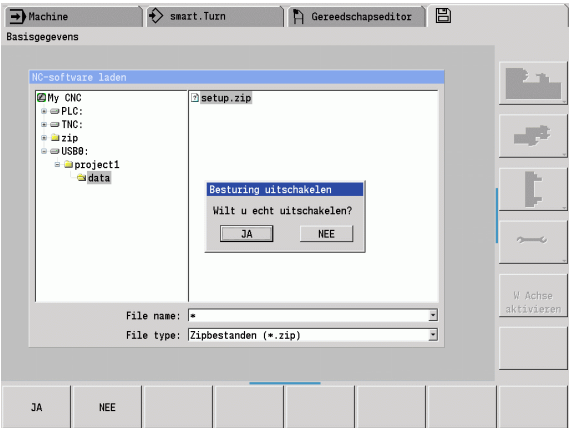 Machine
smart.Turn
Gereedschapseditor
Basisgegevens
NC-software laden
My CNC
PLC:
TNC:
zip
USB0:
project1
data
setup.zip
Besturing uitschakelen
Wilt u echt uitschakelen?
JA
NEE
W Achse
aktivieren
File name: *
File type: Zipbestanden (*.zip)
JA
NEE